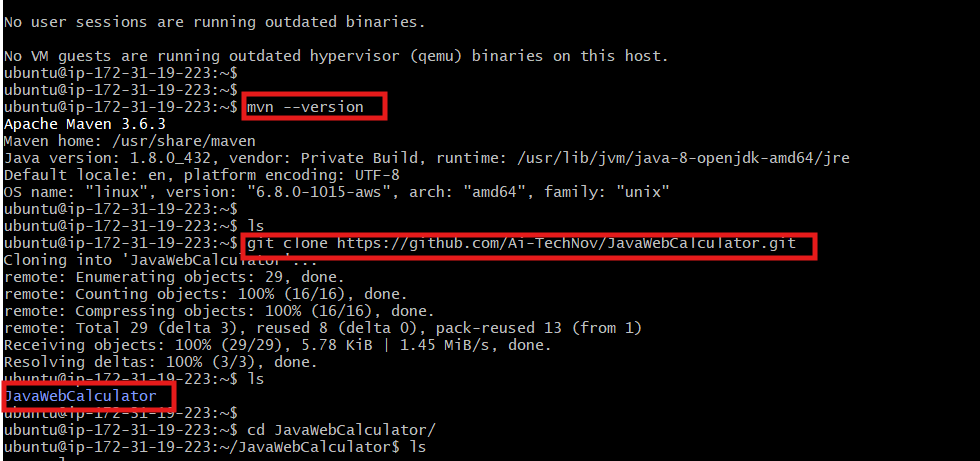 No user sessions are running outdated binaries.
No VM guests are running outdated hypervisor (qemu) binaries on this host.
ubuntu@ip-172-31-19-223:~$
ubuntu@ip-172-31-19-223:~$
ubuntu@ip-172-31-19-223:~$ mvn --version
Apache Maven 3.6.3
Maven home: /usr/share/maven
Java version: 1.8.0_432, vendor: Private Build, runtime: /usr/lib/jvm/java-8-openjdk-amd64/jre
Default locale: en, platform encoding: UTF-8
OS name: "linux", version: "6.8.0-1015-aws", arch: "amd64", family: "unix"
ubuntu@ip-172-31-19-223:~$
ubuntu@ip-172-31-19-223:~$ ls
ubuntu@ip-172-31-19-223:~$ git clone https://github.com/Ai-TechNov/JavaWebCalculator.git
Cloning into 'JavaWebCalculator'...
remote: Enumerating objects: 29, done.
remote: Counting objects: 100% (16/16), done.
remote: Compressing objects: 100% (16/16), done.
remote: Total 29 (delta 3), reused 8 (delta 0), pack-reused 13 (from 1)
Receiving objects: 100% (29/29), 5.78 KiB | 1.45 MiB/s, done.
Resolving deltas: 100% (3/3), done.
ubuntu@ip-172-31-19-223:~$ ls
JavaWebCalculator
ubuntu@ip-172-31-19-223:~$
ubuntu@ip-172-31-19-223:~$ cd JavaWebCalculator/
ubuntu@ip-172-31-19-223:~/JavaWebCalculator$ ls